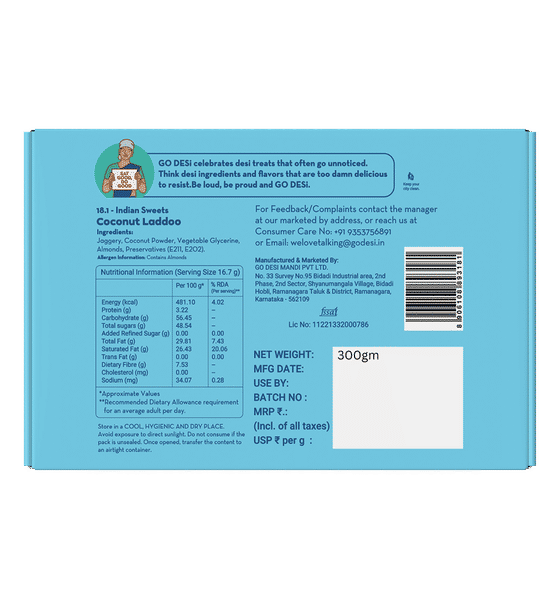 EAT
GOOD,
DO
GOOD
GO DESi celebrates desi treats that often go unnoticed.
Think desi ingredients and flavors that are too damn delicious
to resist.Be loud, be proud and GO DESi.
Keep your
city clean.
18.1 - Indian Sweets
Coconut Laddoo
Ingredients:
Jaggery, Coconut Powder, Vegetable Glycerine,
Almonds, Preservatives (E211, E202).
Allergen Information: Contains Almonds
Nutritional Information (Serving Size 16.7 g)
Per 100 g* % RDA
(Per serving)**
Energy (kcal) 481.10 4.02
Protein (g) 3.22 –
Carbohydrate (g) 56.45 –
Total sugars (g) 48.54 –
Added Refined Sugar (g) 0.00 0.00
Total Fat (g) 29.81 7.43
Saturated Fat (g) 26.43 20.06
Trans Fat (g) 0.00 0.00
Dietary Fibre (g) 7.53 –
Cholesterol (mg) 0.00 –
Sodium (mg) 34.07 0.28
*Approximate Values
**Recommended Dietary Allowance requirement
for an average adult per day.
Store in a COOL, HYGIENIC AND DRY PLACE.
Avoid exposure to direct sunlight. Do not consume if the
pack is unsealed. Once opened, transfer the content to
an airtight container.
For Feedback/Complaints contact the manager
at our marketed by address, or reach us at
Consumer Care No: +91 9353756891
or Email: welovetalking@godesi.in
Manufactured & Marketed By:
GO DESI MANDI PVT LTD.
No. 33 Survey No.95 Bidadi Industrial area, 2nd
Phase, 2nd Sector, Shyanumangala Village, Bidadi
Hobli, Ramanagara Taluk & District, Ramanagara,
Karnataka - 562109
fssai
Lic No: 11221332000786
8 906108 893181
NET WEIGHT: 300gm
MFG DATE:
USE BY:
BATCH NO :
MRP ₹.:
(Incl. of all taxes)
USP ₹ per g :